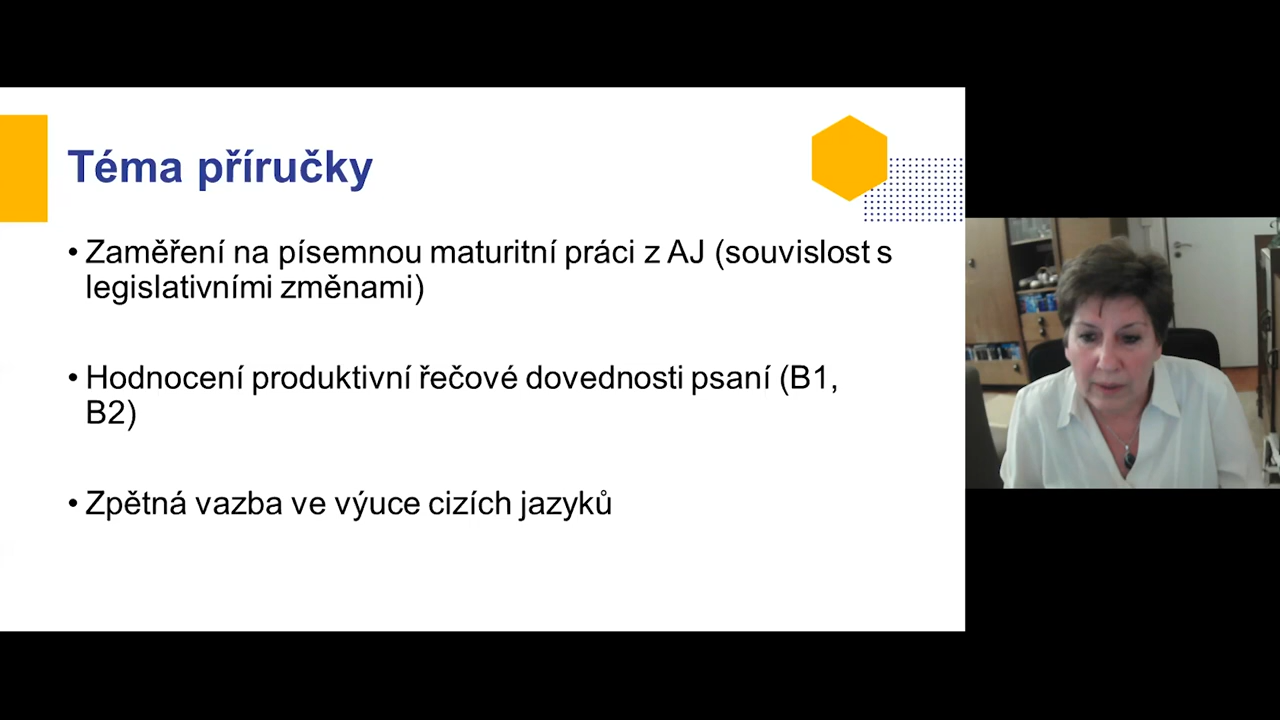 Téma příručky
• Zaměření na písemnou maturitní práci z AJ (souvislost s
legislativními změnami)
• Hodnocení produktivní řečové dovednosti psaní (B1,
B2)
• Zpětná vazba ve výuce cizích jazyků